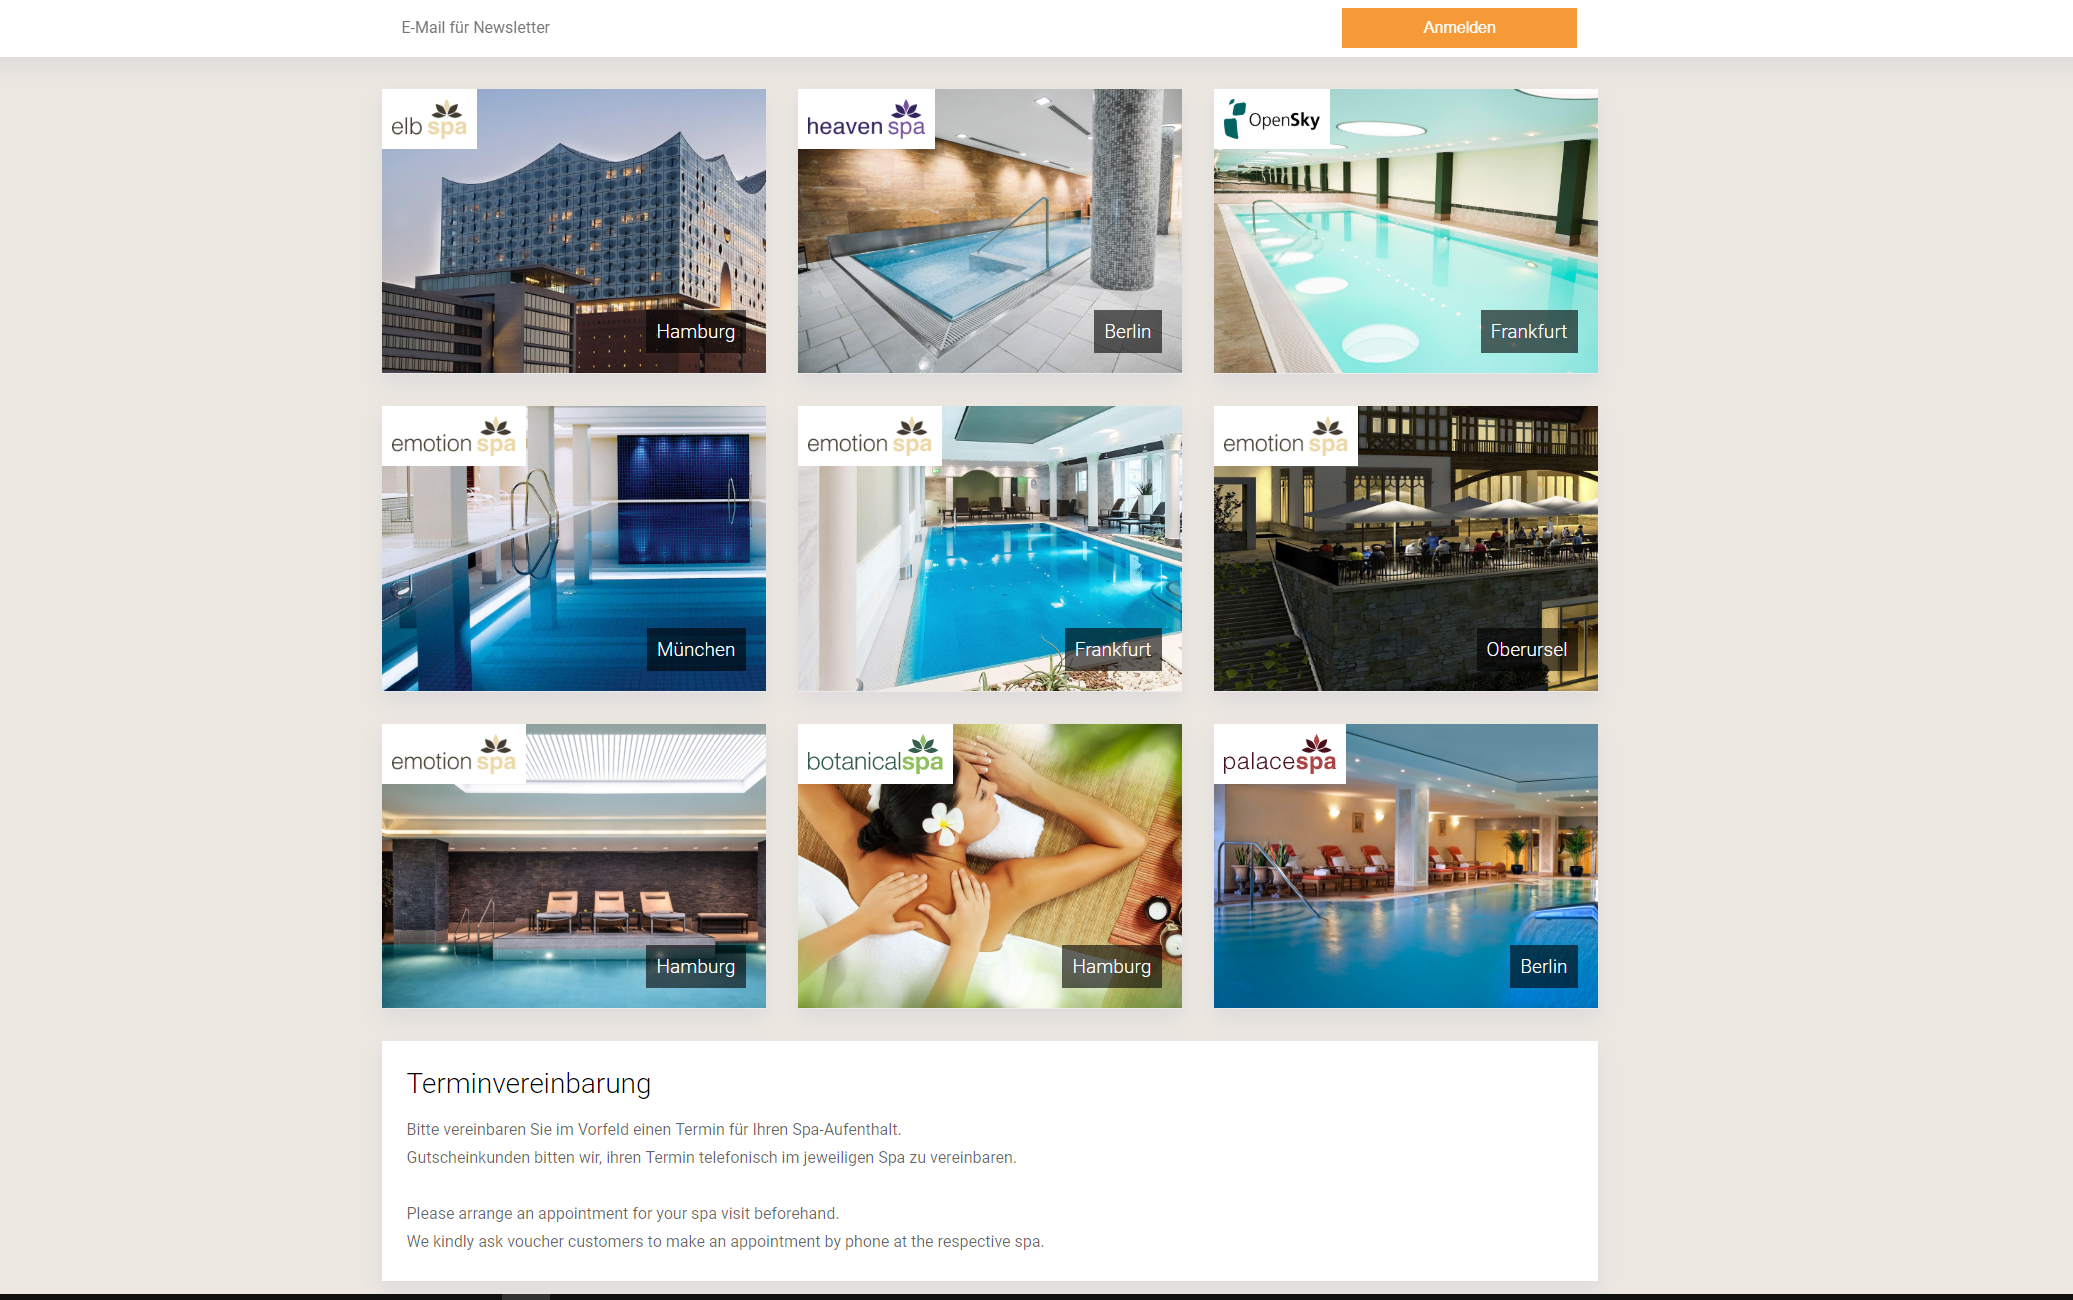 E-Mail für Newsletter
Anmelden
elb spa
Hamburg
heaven spa
Berlin
OpenSky
Frankfurt
emotion spa
München
emotion spa
Frankfurt
emotion spa
Oberursel
emotion spa
Hamburg
botanicalspa
Hamburg
palacespa
Berlin
Terminvereinbarung
Bitte vereinbaren Sie im Vorfeld einen Termin für Ihren Spa-Aufenthalt.
Gutscheinkunden bitten wir, ihren Termin telefonisch im jeweiligen Spa zu vereinbaren.
Please arrange an appointment for your spa visit beforehand.
We kindly ask voucher customers to make an appointment by phone at the respective spa.